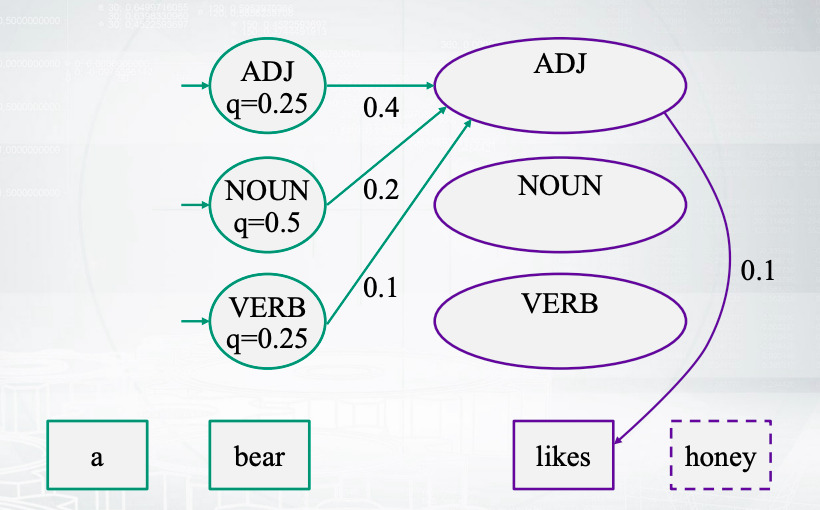 ADJ
q=0.25
0.4
ADJ
NOUN
q=0.5
0.2
NOUN
VERB
q=0.25
0.1
VERB
0.1
a
bear
likes
honey